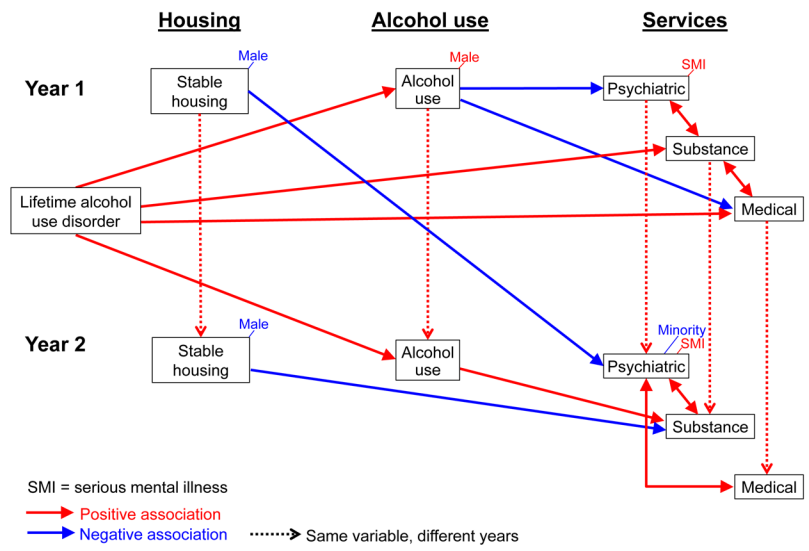 Housing
Alcohol use
Services
Male
Male
SMI
Year 1
Stable
housing
Alcohol
use
Psychiatric
Substance
Lifetime alcohol
use disorder
Medical
Male
Minority
SMI
Year 2
Stable
housing
Alcohol
use
Psychiatric
Substance
Medical
SMI = serious mental illness
Positive association
Negative association
Same variable, different years